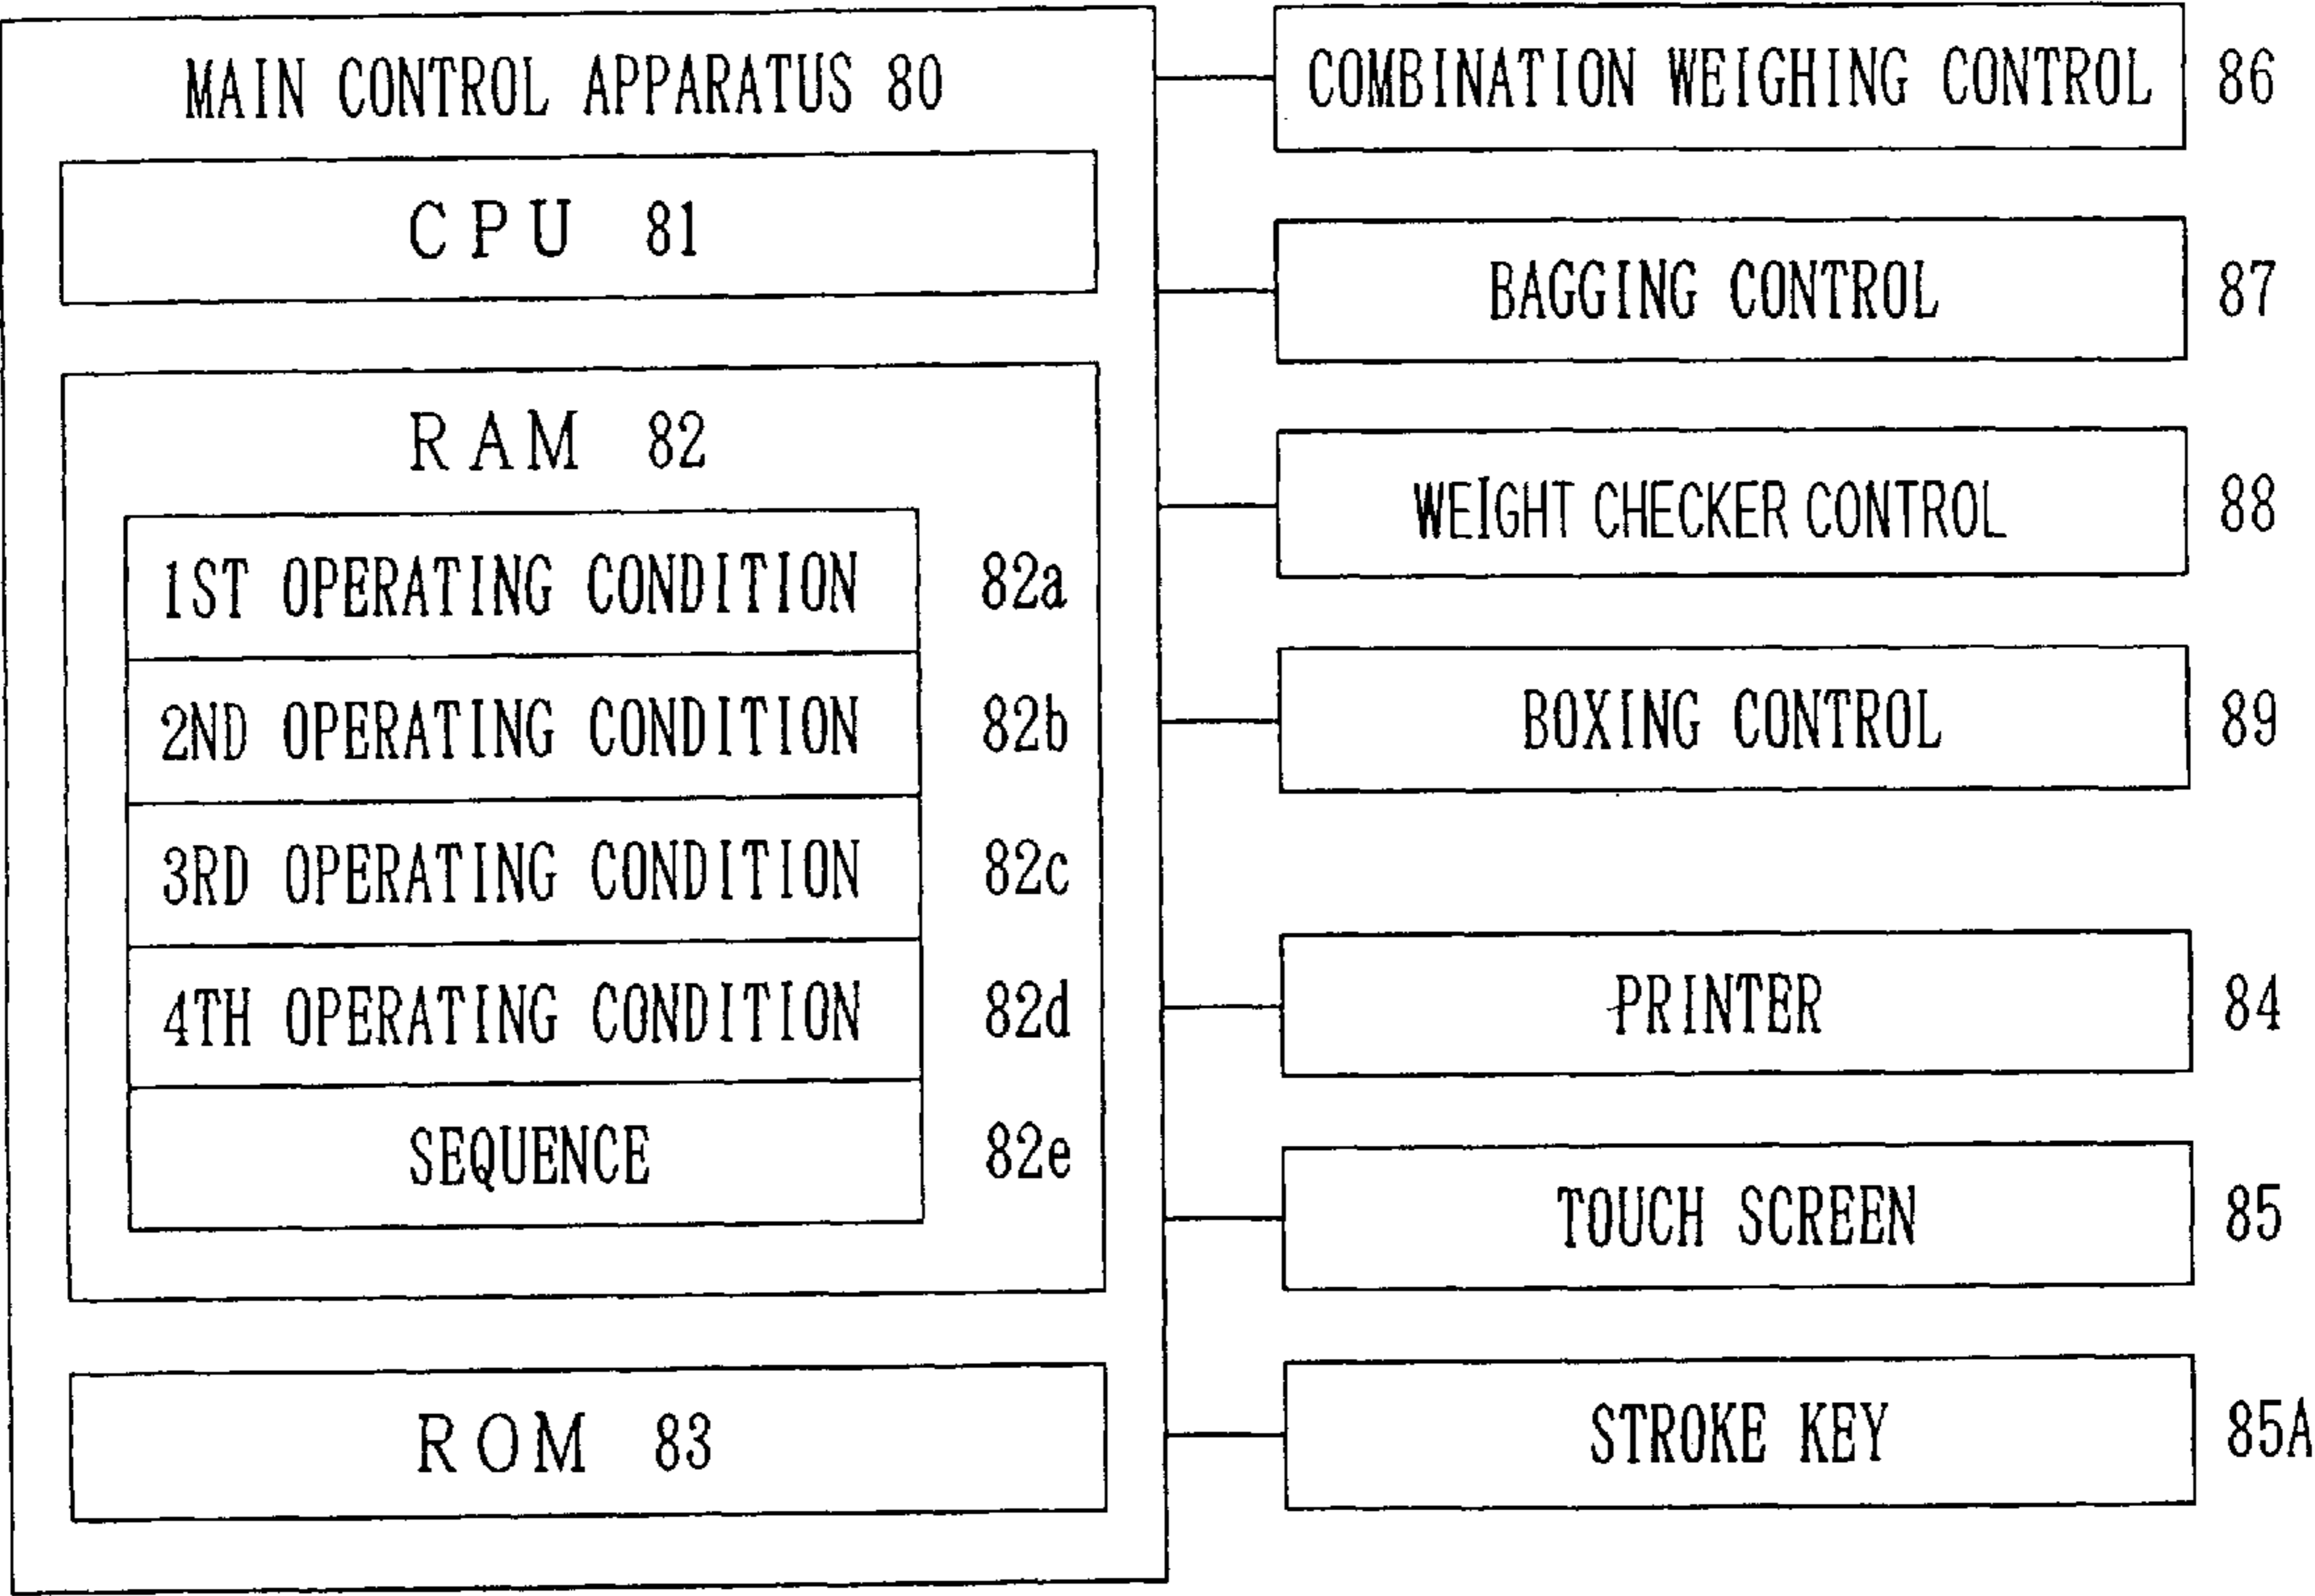 MAIN CONTROL APPARATUS 80
CPU 81
RAM 82
1ST OPERATING CONDITION 82a
2ND OPERATING CONDITION 82b
3RD OPERATING CONDITION 82c
4TH OPERATING CONDITION 82d
SEQUENCE 82e
ROM 83
COMBINATION WEIGHING CONTROL 86
BAGGING CONTROL 87
WEIGHT CHECKER CONTROL 88
BOXING CONTROL 89
PRINTER 84
TOUCH SCREEN 85
STROKE KEY 85A